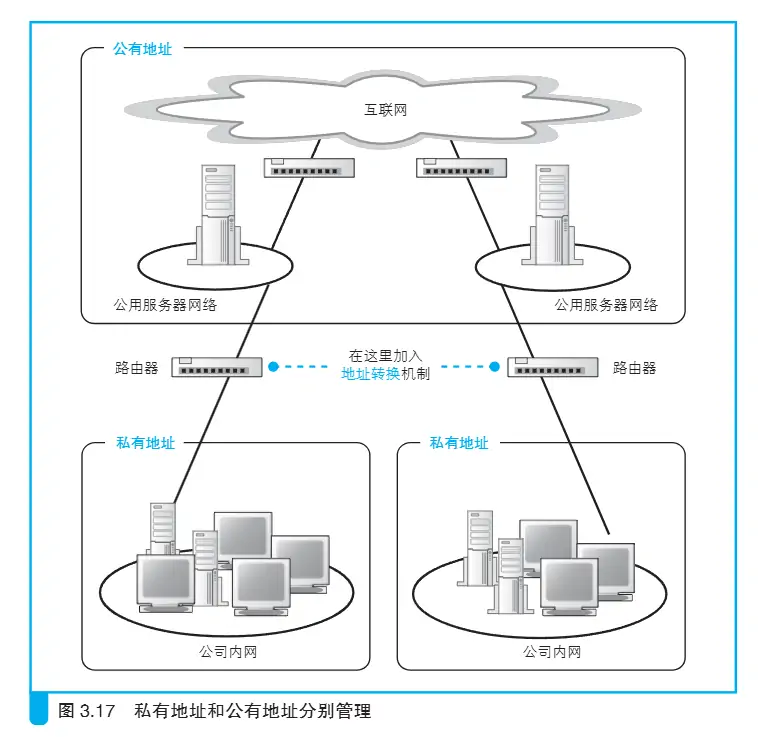 公有地址
互联网
公用服务器网络
公用服务器网络
路由器
在这里加入
地址转换机制
路由器
私有地址
私有地址
公司内网
公司内网
图 3.17 私有地址和公有地址分别管理